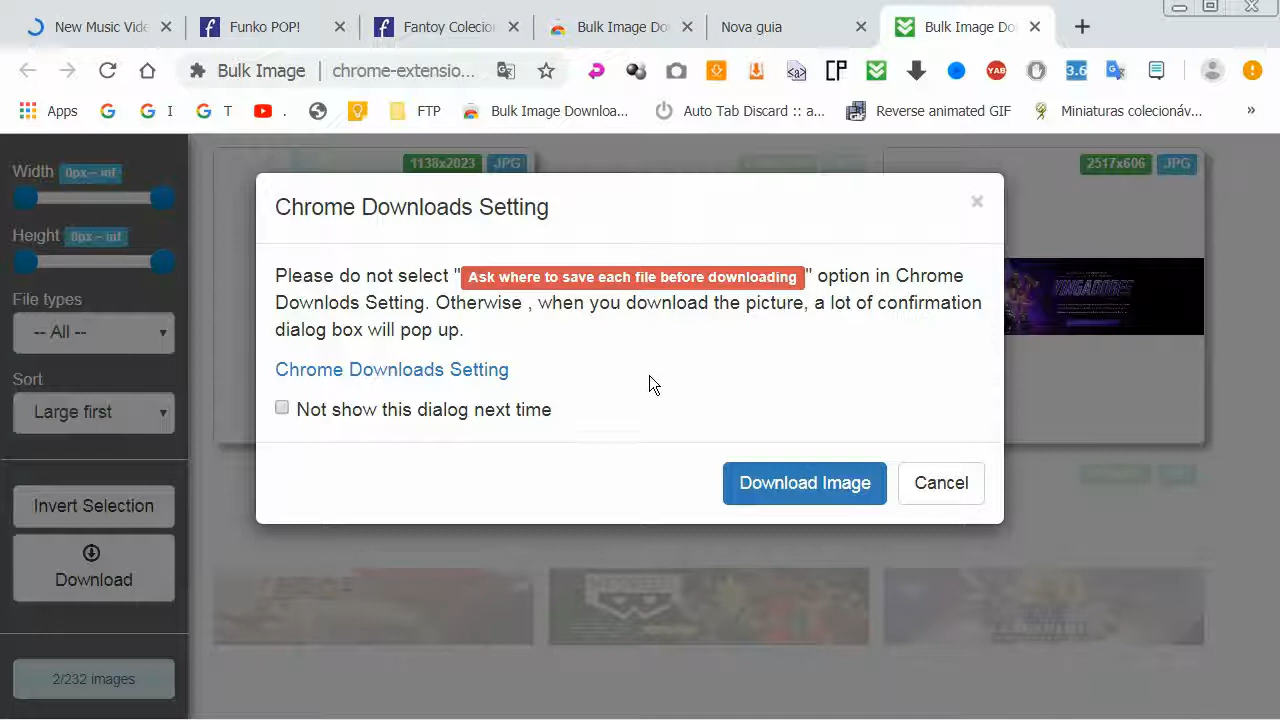 New Music Vide
Funko POP!
Fantoy Colecion
Bulk Image Do
Nova guia
Bulk Image Do
Bulk Image
chrome-extensio...
YAB
3.6
Apps
G I
G T
.
FTP
Bulk Image Downloa...
Auto Tab Discard :: a...
Reverse animated GIF
Miniaturas colecionáv...
»
Width 0px – inf
Height 0px – inf
File types
-- All --
Sort
Large first
Invert Selection
Download
2/232 images
1138x2023 JPG
2517x606 JPG
Chrome Downloads Setting
×
Please do not select "Ask where to save each file before downloading" option in Chrome
Downlods Setting. Otherwise , when you download the picture, a lot of confirmation
dialog box will pop up.
Chrome Downloads Setting
Not show this dialog next time
Download Image
Cancel